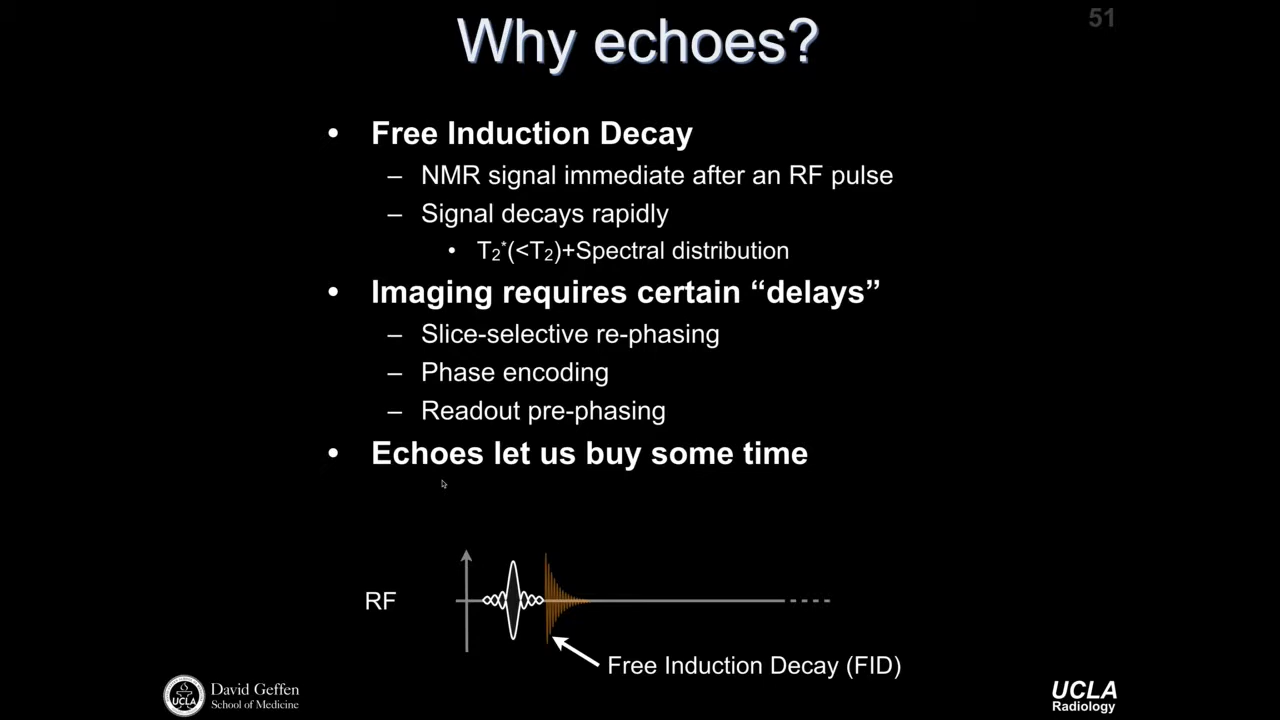 51
Why echoes?
• Free Induction Decay
– NMR signal immediate after an RF pulse
– Signal decays rapidly
• T₂*(<T₂)+Spectral distribution
• Imaging requires certain “delays”
– Slice-selective re-phasing
– Phase encoding
– Readout pre-phasing
• Echoes let us buy some time
RF
Free Induction Decay (FID)
UCLA
David Geffen
School of Medicine
UCLA
Radiology